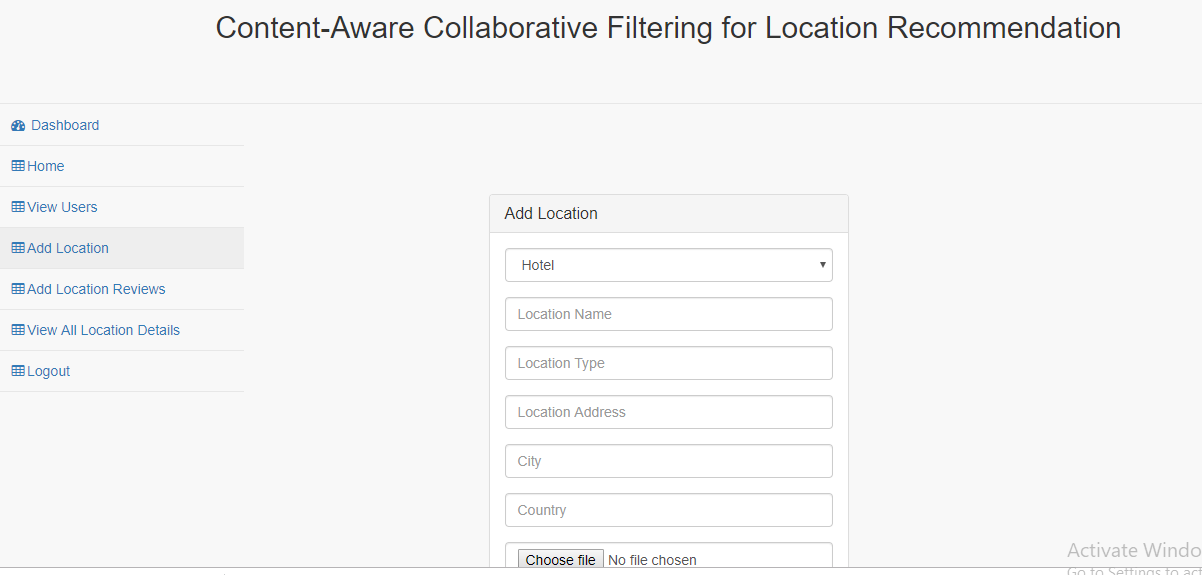 Content-Aware Collaborative Filtering for Location Recommendation
Dashboard
Home
View Users
Add Location
Add Location Reviews
View All Location Details
Logout
Add Location
Hotel
Location Name
Location Type
Location Address
City
Country
Choose file No file chosen
Activate Windo
Go to Settings to act